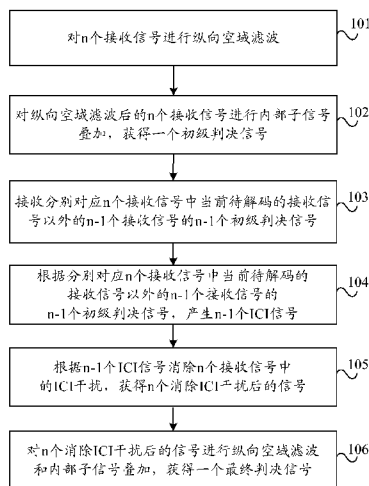 101
对n个接收信号进行纵向空域滤波
102
对纵向空域滤波后的n个接收信号进行内部子信号
叠加，获得一个初级判决信号
103
接收分别对应n个接收信号中当前待解码的接收信
号以外的n-1个接收信号的n-1个初级判决信号
104
根据分别对应n个接收信号中当前待解码的
接收信号以外的n-1个接收信号的
n-1个初级判决信号，产生n-1个ICI信号
105
根据n-1个ICI信号消除n个接收信号中
的ICI干扰，获得n个消除ICI干扰后的信号
106
对n个消除ICI干扰后的信号进行纵向空域滤波
和内部子信号叠加，获得一个最终判决信号